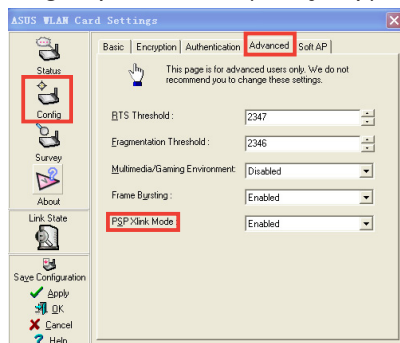 ASUS WLAN Card Settings
Status
Config
Survey
About
Link State
Save Configuration
Apply
OK
Cancel
Help
Basic Encryption Authentication Advanced Soft AP
This page is for advanced users only. We do not
recommend you to change these settings.
RTS Threshold : 2347
Fragmentation Threshold : 2346
Multimedia/Gaming Environment: Disabled
Frame Bursting : Enabled
PSP Xlink Mode : Enabled